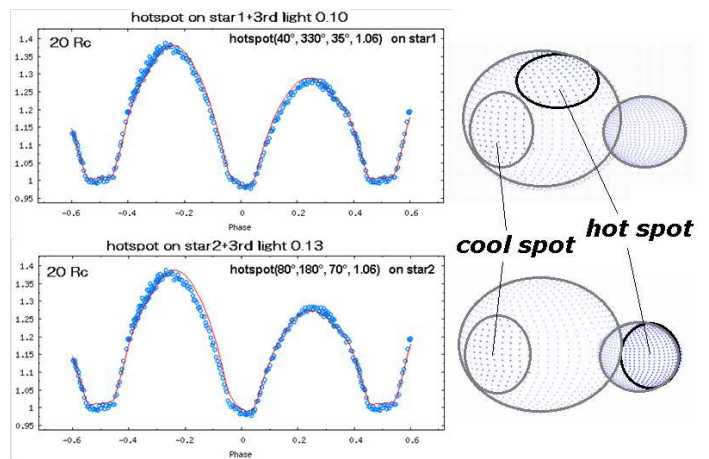 hotspot on star1+3rd light 0.10
20 Rc
hotspot(40°, 330°, 35°, 1.06) on star1
1.4
1.35
1.3
1.25
1.2
1.15
1.1
1.05
1
0.95
-0.6 -0.4 -0.2 0 0.2 0.4 0.6
Phase
cool spot
hot spot
hotspot on star2+3rd light 0.13
20 Rc
hotspot(80°,180°, 70°, 1.06) on star2
1.4
1.35
1.3
1.25
1.2
1.15
1.1
1.05
1
0.95
-0.6 -0.4 -0.2 0 0.2 0.4 0.6
Phase